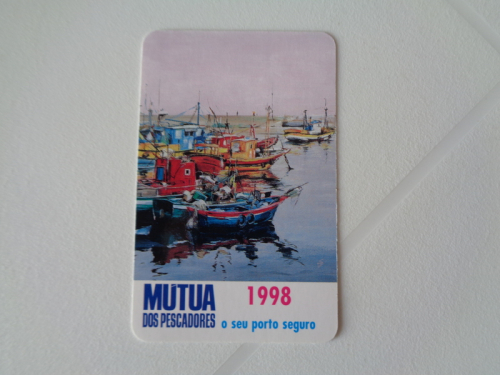 MÚTUA 1998
DOS PESCADORES o seu porto seguro